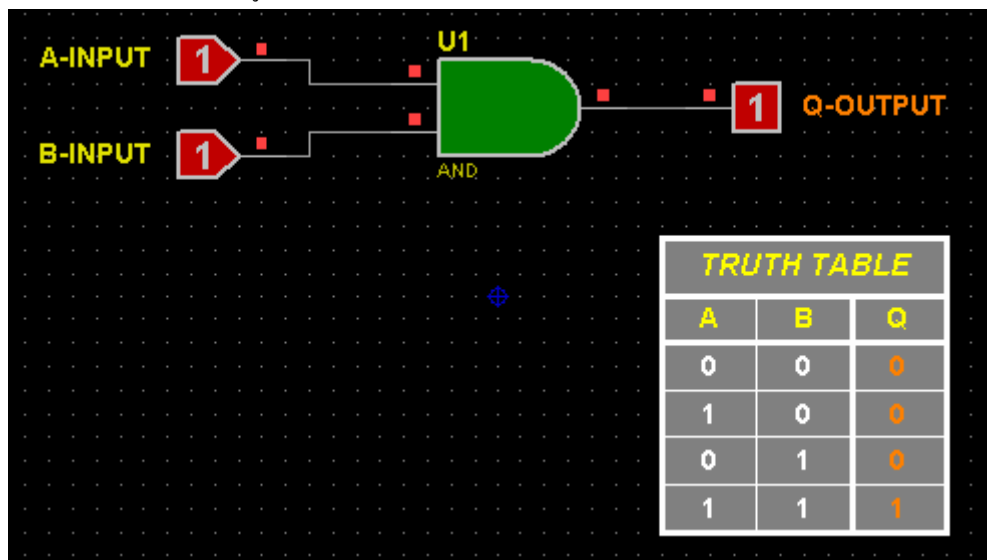 U1
A-INPUT 1
1 Q-OUTPUT
B-INPUT 1
AND
TRUTH TABLE
A B Q
0 0 0
1 0 0
0 1 0
1 1 1